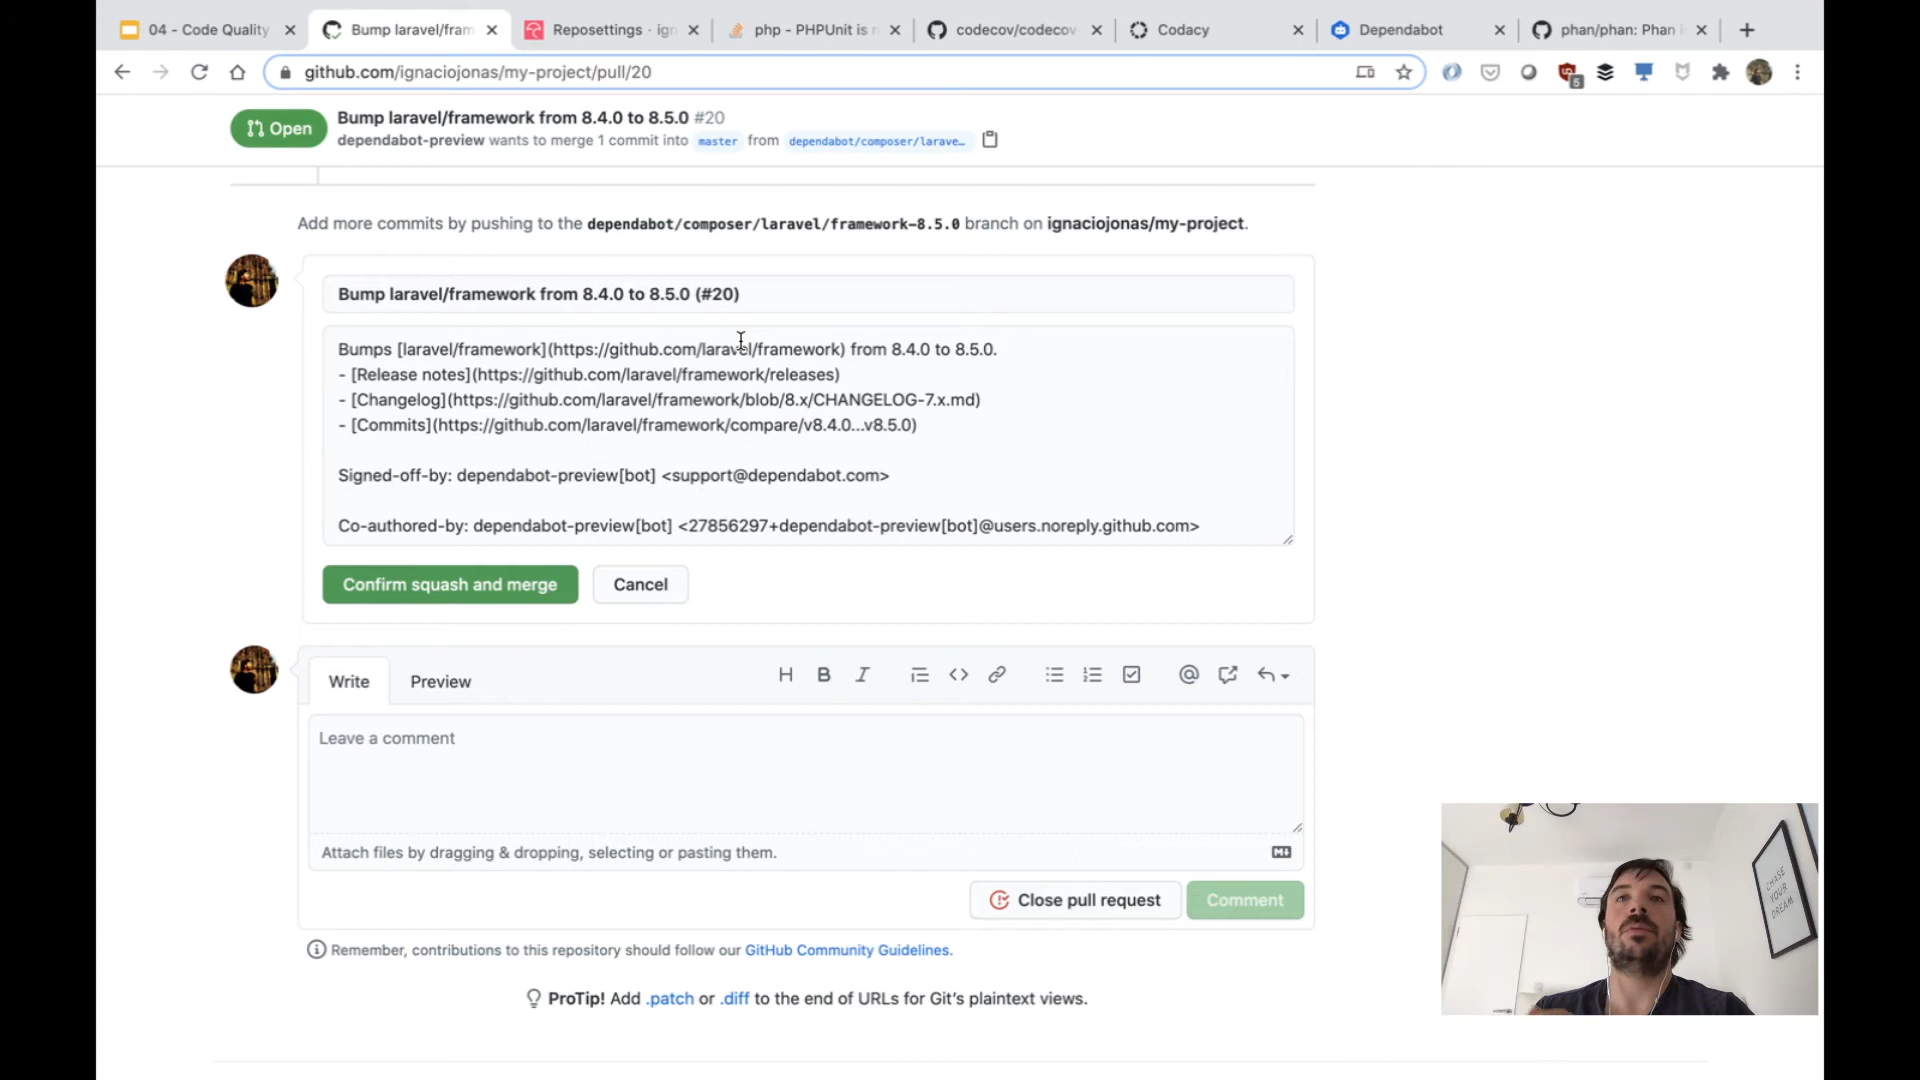 04 - Code Quality
Bump laravel/fram
Reposettings · ign
php - PHPUnit is n
codecov/codecov
Codacy
Dependabot
phan/phan: Phan i
github.com/ignaciojonas/my-project/pull/20
5
Open
Bump laravel/framework from 8.4.0 to 8.5.0 #20
dependabot-preview wants to merge 1 commit into master from dependabot/composer/larave…
Add more commits by pushing to the dependabot/composer/laravel/framework-8.5.0 branch on ignaciojonas/my-project.
Bump laravel/framework from 8.4.0 to 8.5.0 (#20)
Bumps [laravel/framework](https://github.com/laravel/framework) from 8.4.0 to 8.5.0.
- [Release notes](https://github.com/laravel/framework/releases)
- [Changelog](https://github.com/laravel/framework/blob/8.x/CHANGELOG-7.x.md)
- [Commits](https://github.com/laravel/framework/compare/v8.4.0...v8.5.0)
Signed-off-by: dependabot-preview[bot] <support@dependabot.com>
Co-authored-by: dependabot-preview[bot] <27856297+dependabot-preview[bot]@users.noreply.github.com>
Confirm squash and merge
Cancel
Write
Preview
Leave a comment
Attach files by dragging & dropping, selecting or pasting them.
Close pull request
Comment
Remember, contributions to this repository should follow our GitHub Community Guidelines.
ProTip! Add .patch or .diff to the end of URLs for Git's plaintext views.
CHASE
YOUR
DREAM